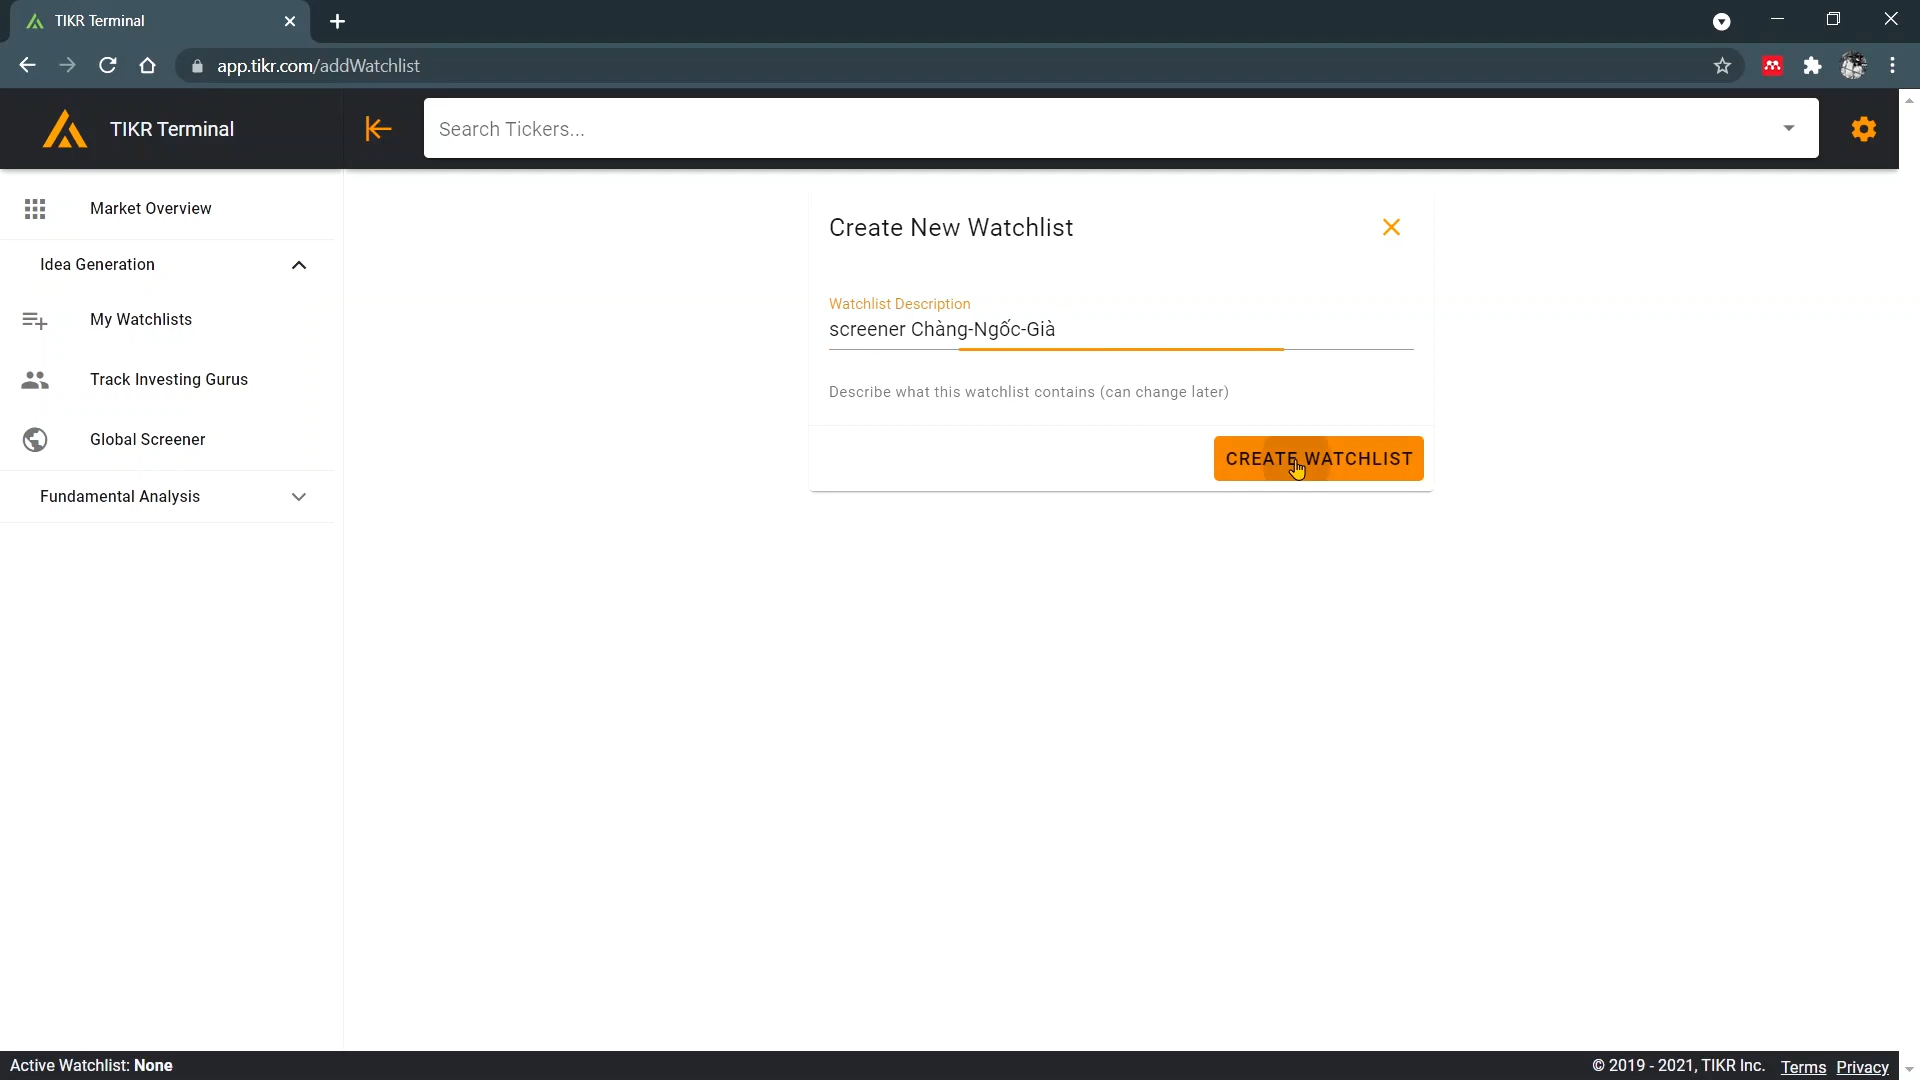 TIKR Terminal
app.tikr.com/addWatchlist
TIKR Terminal
Search Tickers...
Market Overview
Idea Generation
My Watchlists
Track Investing Gurus
Global Screener
Fundamental Analysis
Create New Watchlist
Watchlist Description
screener Chàng-Ngốc-Già
Describe what this watchlist contains (can change later)
CREATE WATCHLIST
Active Watchlist: None
© 2019 - 2021, TIKR Inc. Terms Privacy